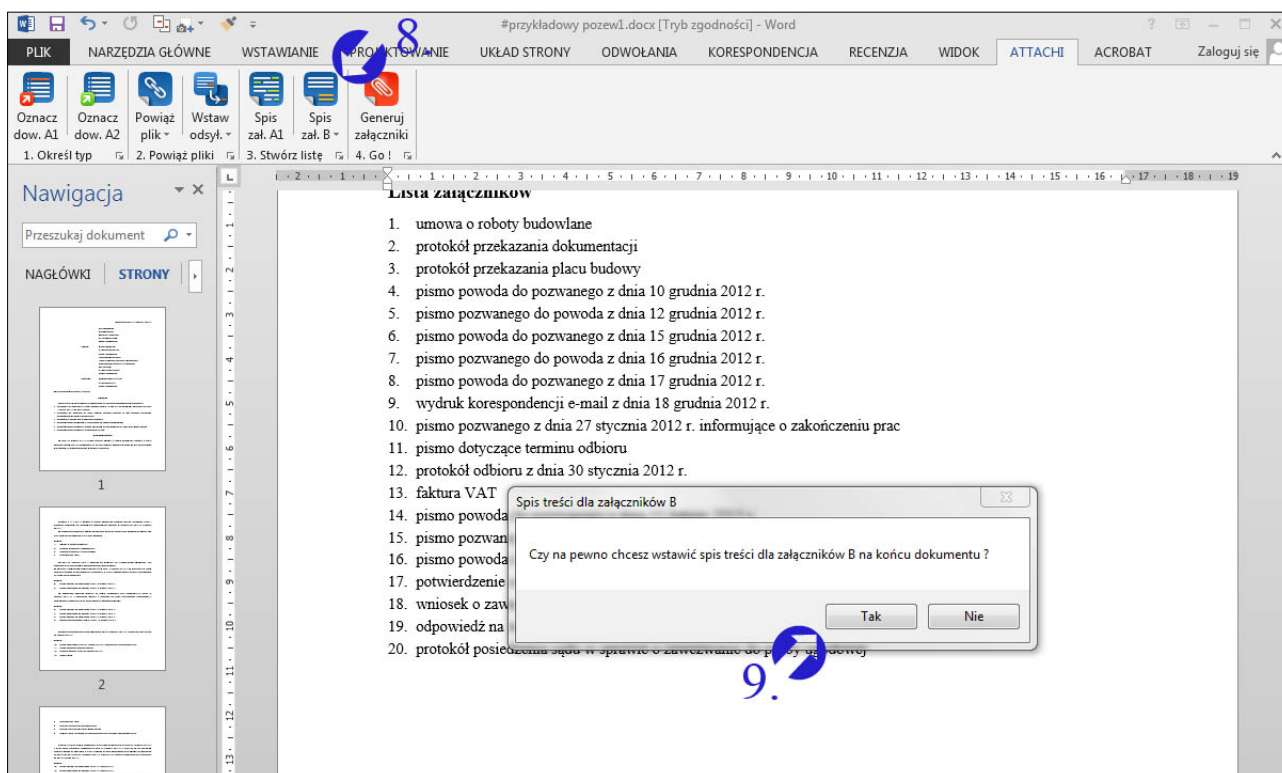 #przykładowy pozew1.docx [Tryb zgodności] - Word
8.
PLIK NARZĘDZIA GŁÓWNE WSTAWIANIE PROJEKTOWANIE UKŁAD STRONY ODWOŁANIA KORESPONDENCJA RECENZJA WIDOK ATTACHI ACROBAT Zaloguj się
Oznacz dow. A1
Oznacz dow. A2
Powiąż plik
Wstaw odsył.
Spis zał. A1
Spis zał. B
Generuj załączniki
1. Określ typ 2. Powiąż pliki 3. Stwórz listę 4. Go !
Nawigacja
Przeszukaj dokument
NAGŁÓWKI STRONY
1
2
Lista załączników
1. umowa o roboty budowlane
2. protokół przekazania dokumentacji
3. protokół przekazania placu budowy
4. pismo powoda do pozwanego z dnia 10 grudnia 2012 r.
5. pismo pozwanego do powoda z dnia 12 grudnia 2012 r.
6. pismo powoda do pozwanego z dnia 15 grudnia 2012 r.
7. pismo pozwanego do powoda z dnia 16 grudnia 2012 r.
8. pismo powoda do pozwanego z dnia 17 grudnia 2012 r.
9. wydruk korespondencji e-mail z dnia 18 grudnia 2012 r.
10. pismo pozwanego z dnia 27 stycznia 2012 r. informujące o zakończeniu prac
11. pismo dotyczące terminu odbioru
12. protokół odbioru z dnia 30 stycznia 2012 r.
13. faktura VAT
14. pismo powoda
15. pismo pozwan
16. pismo powoda
17. potwierdzenie
18. wniosek o za
19. odpowiedź na
20. protokół posiedzenia sądu w sprawie o zawezwanie do próby ugodowej
Spis treści dla załączników B
Czy na pewno chcesz wstawić spis treści dla załączników B na końcu dokumentu ?
Tak Nie
9.